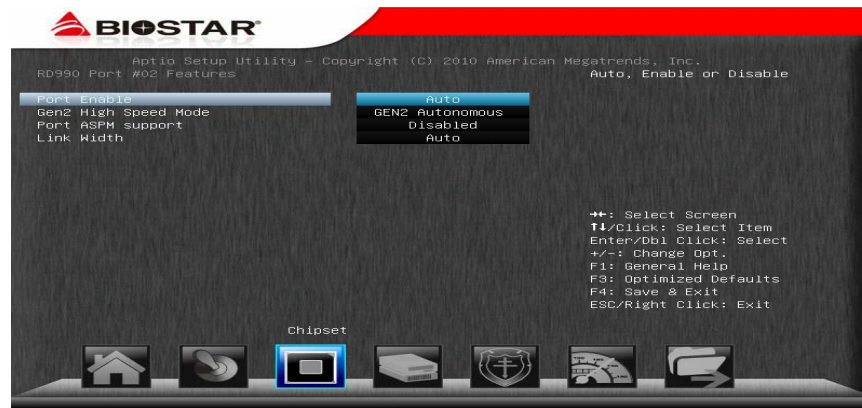 BIOSTAR
Aptio Setup Utility - Copyright (C) 2010 American Megatrends, Inc.
RD990 Port #02 Features
Auto, Enable or Disable
Port Enable Auto
Gen2 High Speed Mode GEN2 Autonomous
Port ASPM support Disabled
Link Width Auto
→←: Select Screen
↑↓/Click: Select Item
Enter/Dbl Click: Select
+/-: Change Opt.
F1: General Help
F3: Optimized Defaults
F4: Save & Exit
ESC/Right Click: Exit
Chipset